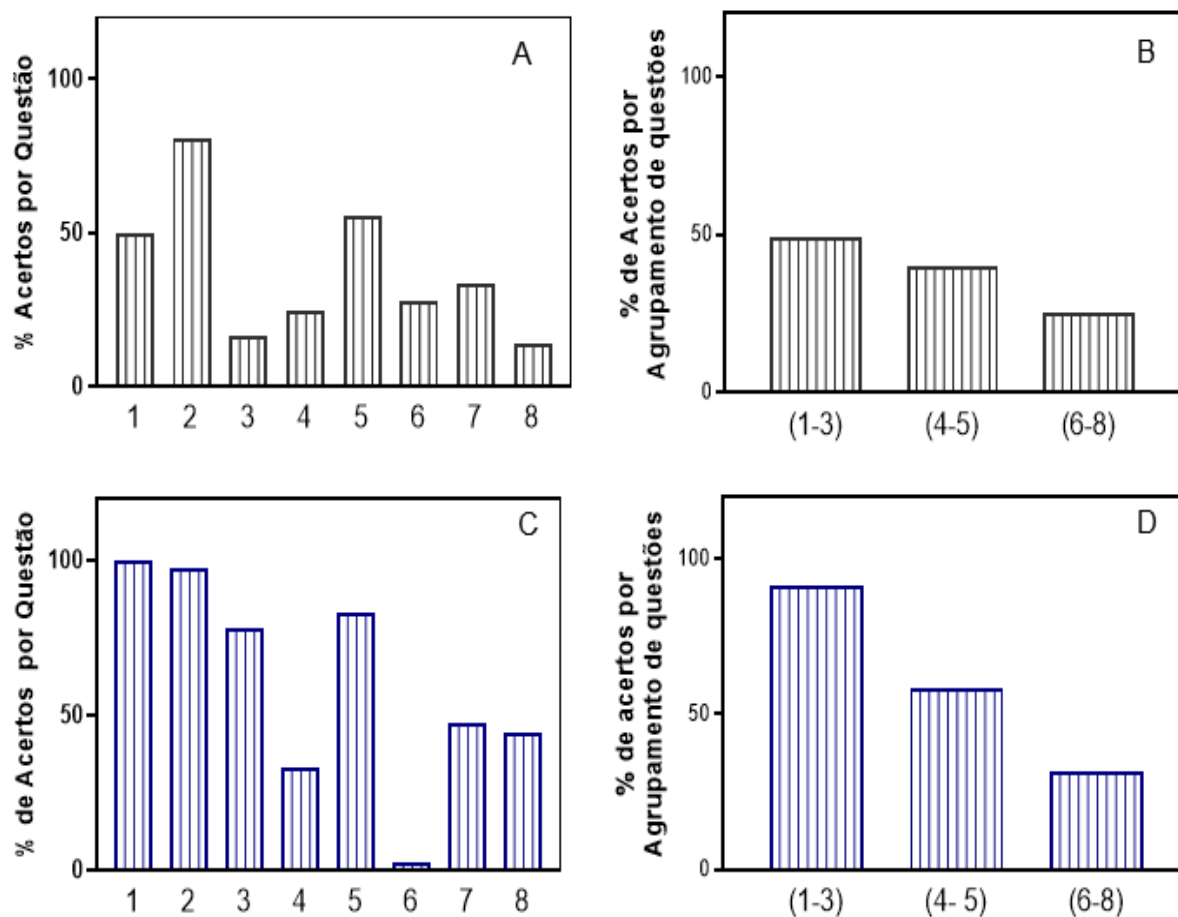 % Acertos por Questão
A
100
50
0
1 2 3 4 5 6 7 8
% de Acertos por
Agrupamento de questões
B
100
50
0
(1-3) (4-5) (6-8)
% de Acertos por Questão
C
100
50
0
1 2 3 4 5 6 7 8
% de acertos por
Agrupamento de questões
D
100
50
0
(1-3) (4- 5) (6-8)